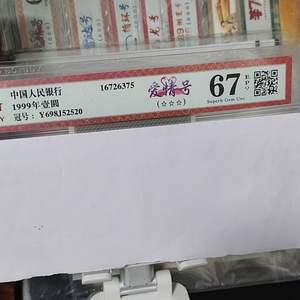 中国人民银行
16726375
爱情号
67
EPQ
1999年壹圆
(☆☆☆)
Superb Gem Unc
冠号：Y698J52520